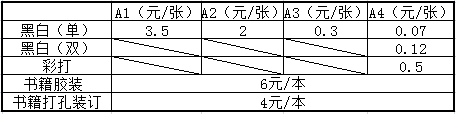 A1（元/张） A2（元/张） A3（元/张） A4（元/张）
黑白（单） 3.5 2 0.3 0.07
黑白（双） 0.12
彩打 0.5
书籍胶装 6元/本
书籍打孔装订 4元/本